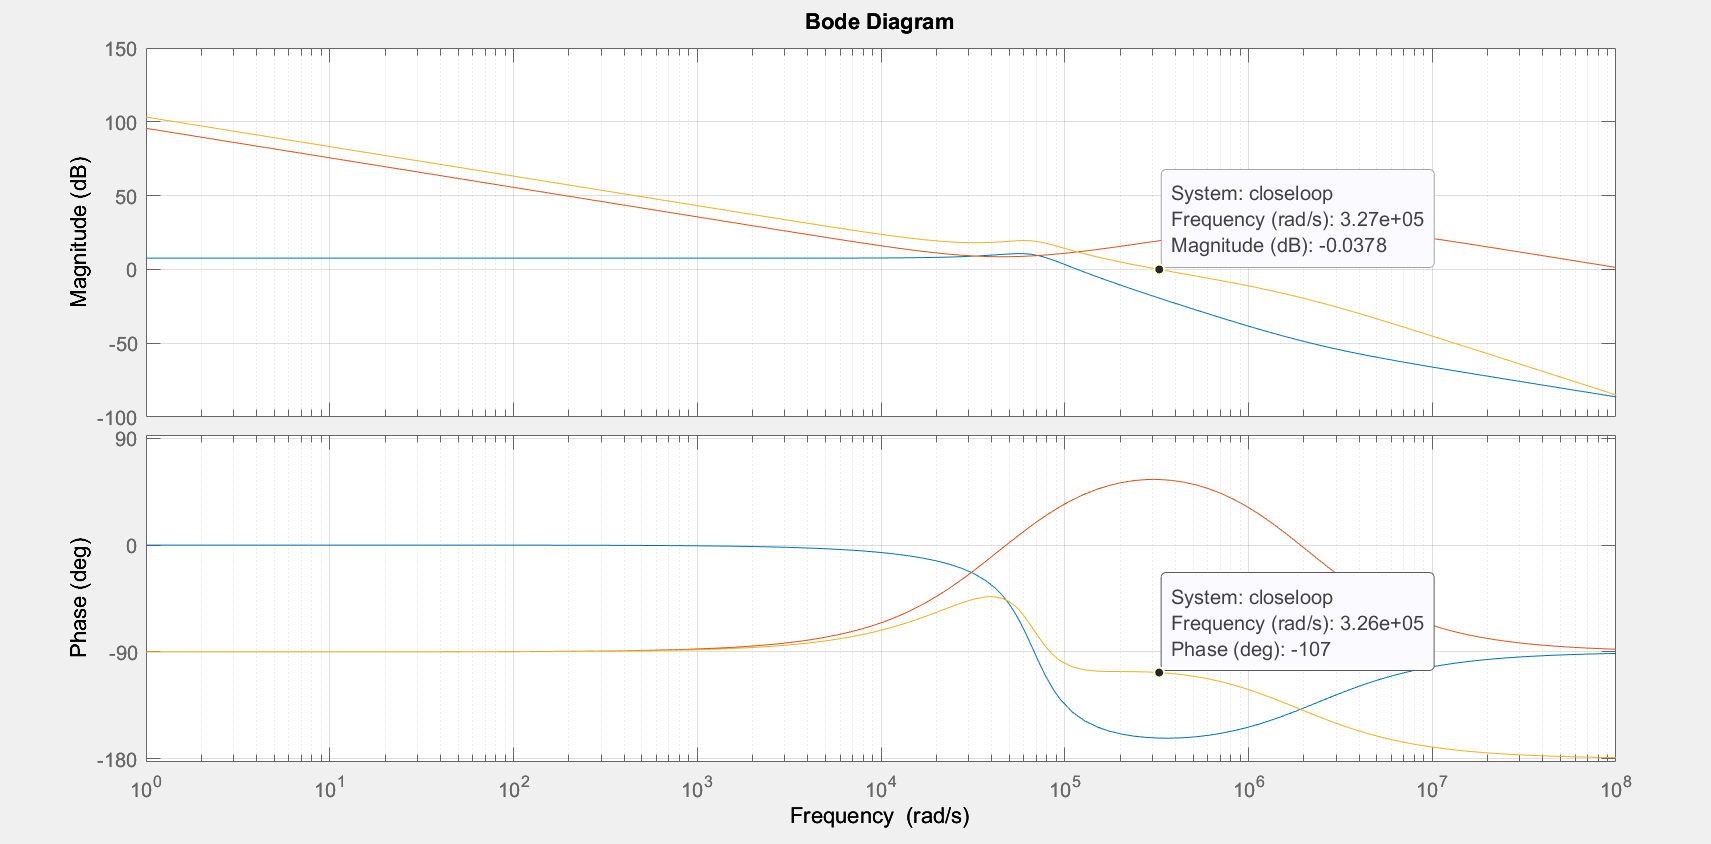 Bode Diagram
150
100
50
0
-50
-100
Magnitude (dB)
System: closeloop
Frequency (rad/s): 3.27e+05
Magnitude (dB): -0.0378
90
0
-90
-180
Phase (deg)
System: closeloop
Frequency (rad/s): 3.26e+05
Phase (deg): -107
10^0 10^1 10^2 10^3 10^4 10^5 10^6 10^7 10^8
Frequency (rad/s)